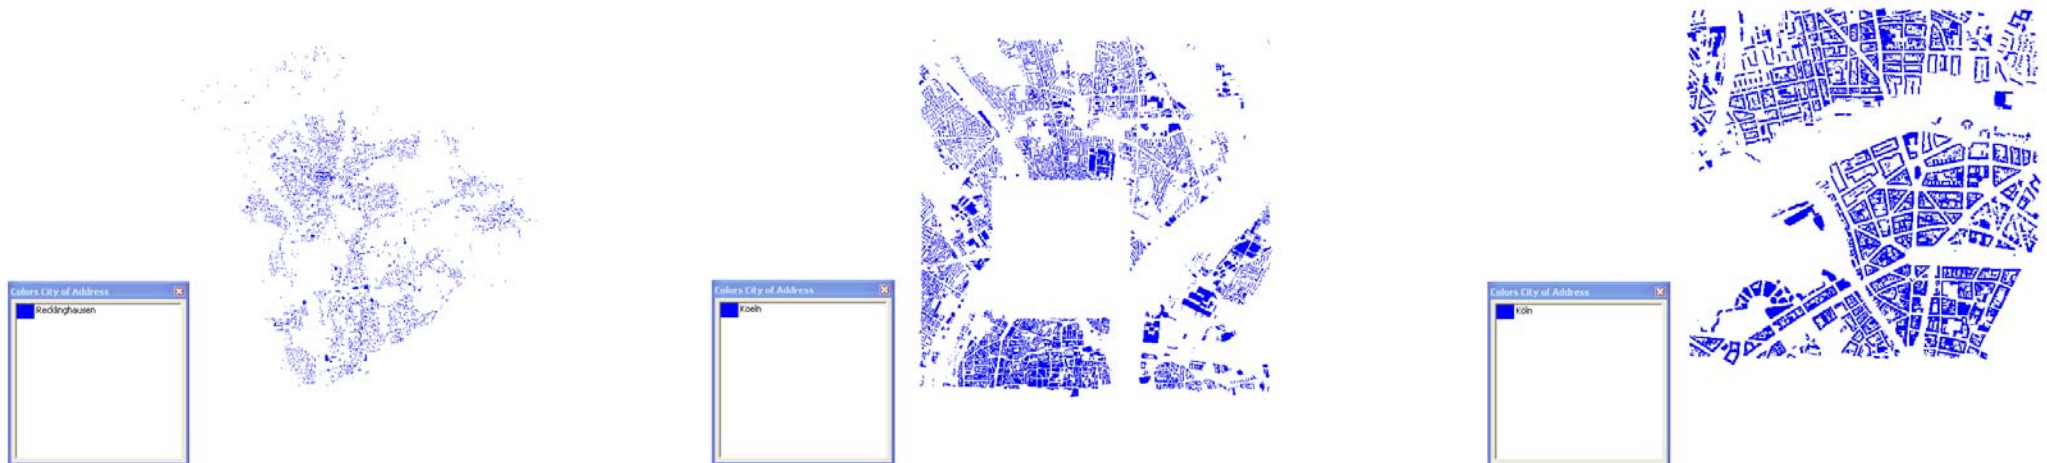 Colors City of Address
Recklinghausen
Colors City of Address
Koeln
Colors City of Address
Köln